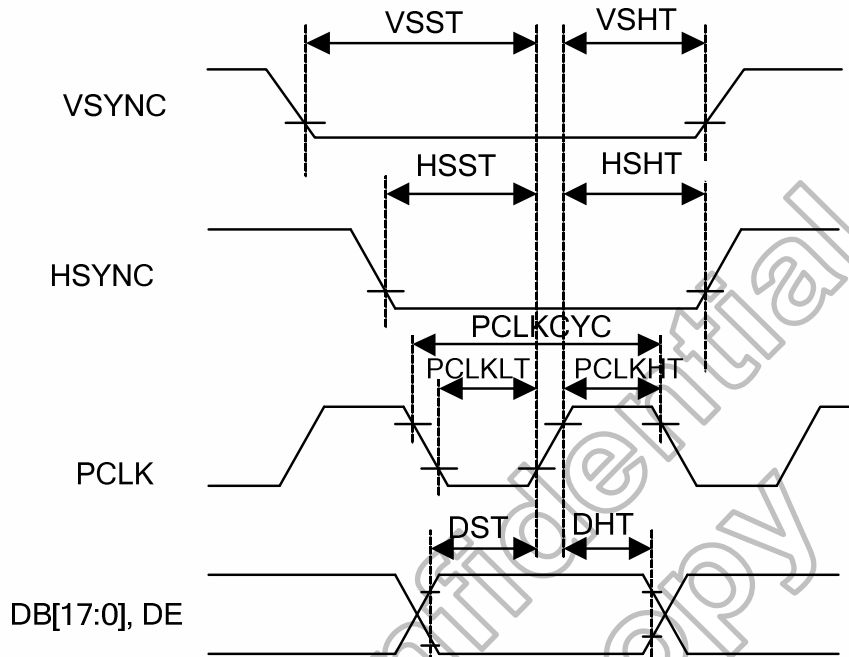 VSST VSHT
VSYNC
HSST HSHT
HSYNC
PCLKCYC
PCLKLT PCLKHT
PCLK
DST DHT
DB[17:0], DE